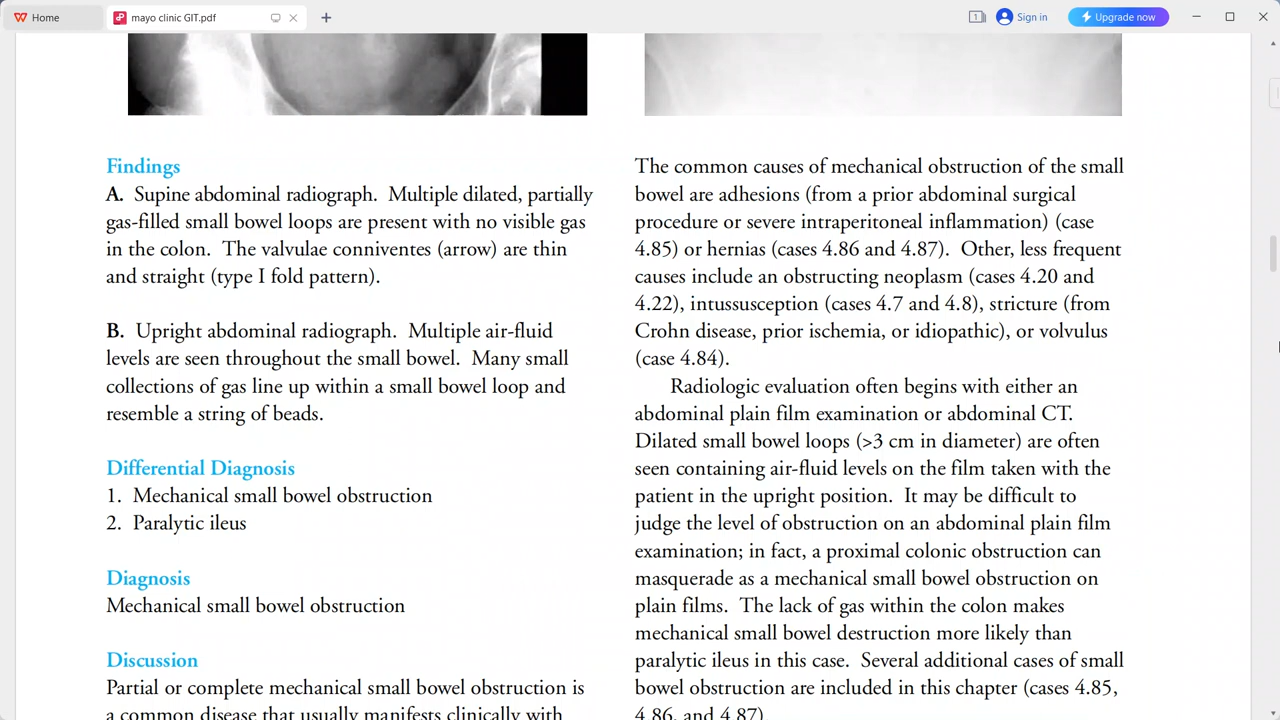 Home
mayo clinic GIT.pdf
1
Sign in
Upgrade now
Findings
A. Supine abdominal radiograph. Multiple dilated, partially
gas-filled small bowel loops are present with no visible gas
in the colon. The valvulae conniventes (arrow) are thin
and straight (type I fold pattern).
B. Upright abdominal radiograph. Multiple air-fluid
levels are seen throughout the small bowel. Many small
collections of gas line up within a small bowel loop and
resemble a string of beads.
Differential Diagnosis
1. Mechanical small bowel obstruction
2. Paralytic ileus
Diagnosis
Mechanical small bowel obstruction
Discussion
Partial or complete mechanical small bowel obstruction is
a common disease that usually manifests clinically with
The common causes of mechanical obstruction of the small
bowel are adhesions (from a prior abdominal surgical
procedure or severe intraperitoneal inflammation) (case
4.85) or hernias (cases 4.86 and 4.87). Other, less frequent
causes include an obstructing neoplasm (cases 4.20 and
4.22), intussusception (cases 4.7 and 4.8), stricture (from
Crohn disease, prior ischemia, or idiopathic), or volvulus
(case 4.84).
Radiologic evaluation often begins with either an
abdominal plain film examination or abdominal CT.
Dilated small bowel loops (>3 cm in diameter) are often
seen containing air-fluid levels on the film taken with the
patient in the upright position. It may be difficult to
judge the level of obstruction on an abdominal plain film
examination; in fact, a proximal colonic obstruction can
masquerade as a mechanical small bowel obstruction on
plain films. The lack of gas within the colon makes
mechanical small bowel destruction more likely than
paralytic ileus in this case. Several additional cases of small
bowel obstruction are included in this chapter (cases 4.85,
4.86, and 4.87).